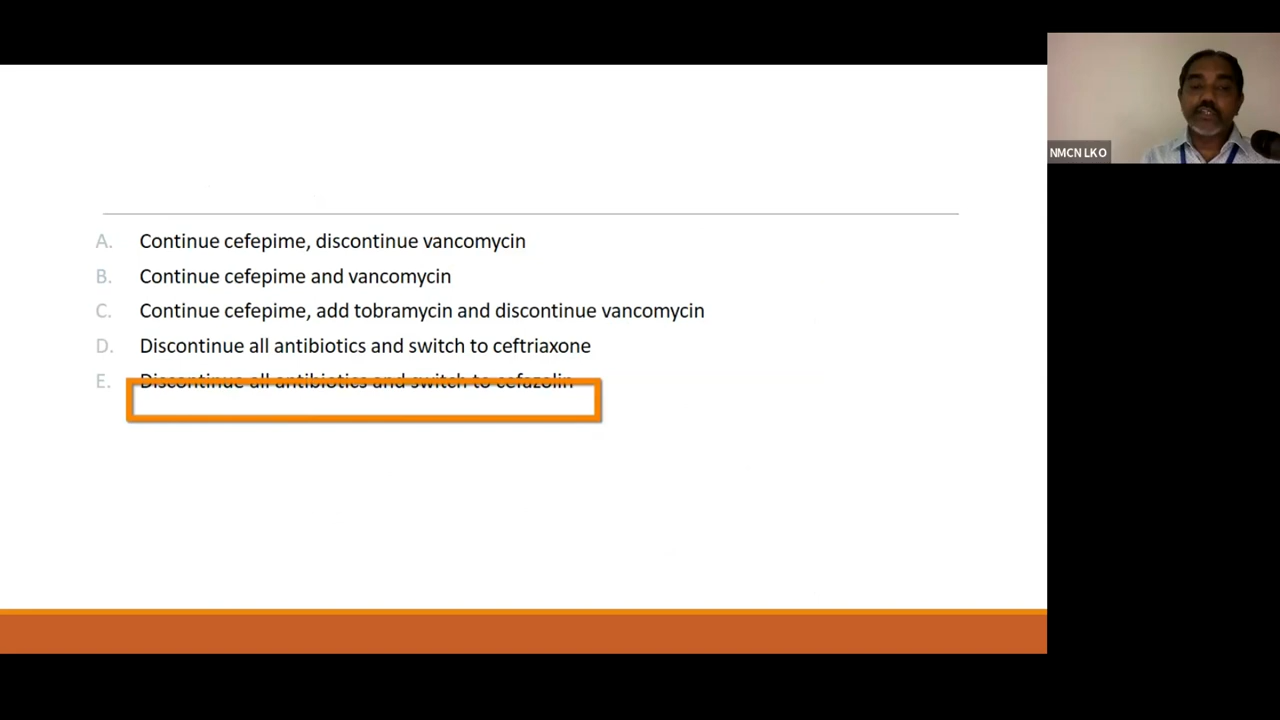 NMCN LKO
A. Continue cefepime, discontinue vancomycin
B. Continue cefepime and vancomycin
C. Continue cefepime, add tobramycin and discontinue vancomycin
D. Discontinue all antibiotics and switch to ceftriaxone
E. Discontinue all antibiotics and switch to cefazolin